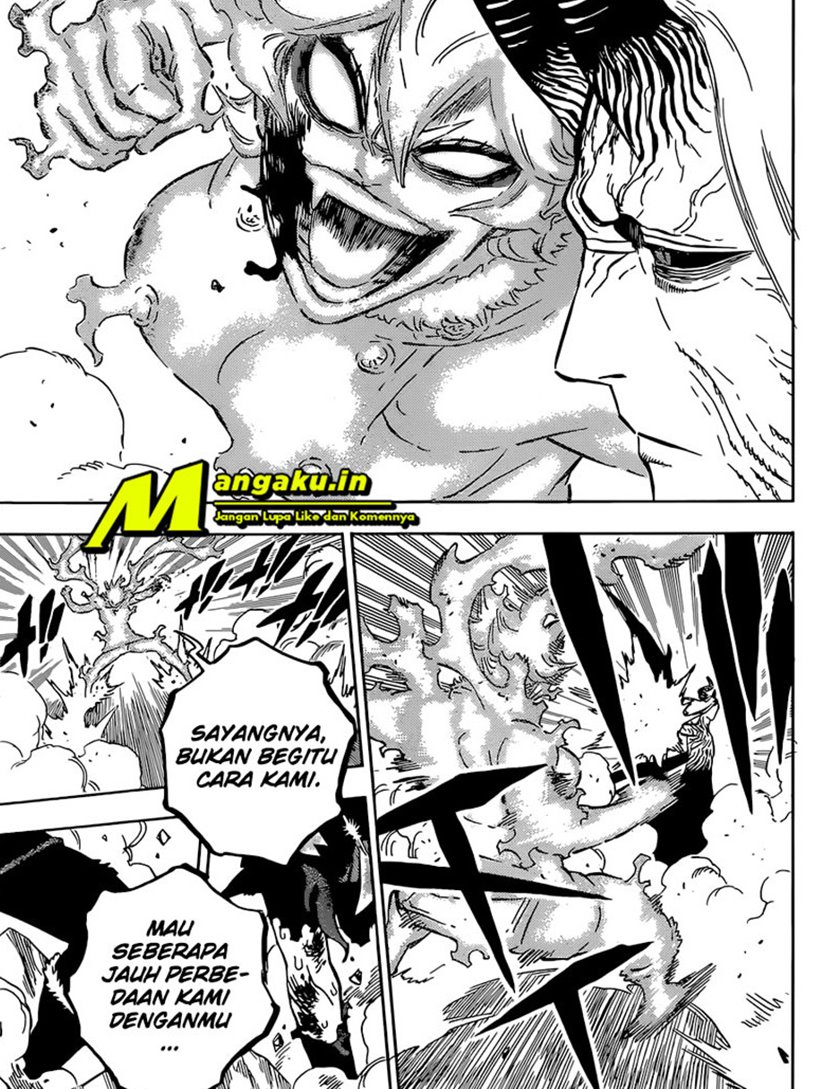 Mangaku.in
Jangan Lupa Like dan Komennya
SAYANGNYA,
BUKAN BEGITU
CARA KAMI.
MAU
SEBERAPA
JAUH PERBE-
DAAN KAMI
DENGANMU
...